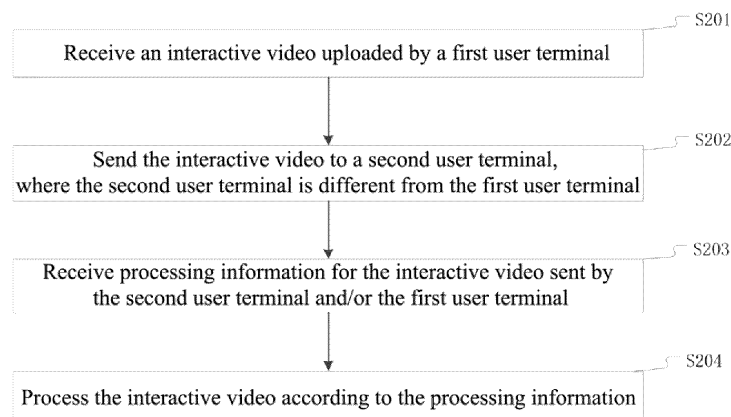 S201
Receive an interactive video uploaded by a first user terminal
S202
Send the interactive video to a second user terminal,
where the second user terminal is different from the first user terminal
S203
Receive processing information for the interactive video sent by
the second user terminal and/or the first user terminal
S204
Process the interactive video according to the processing information